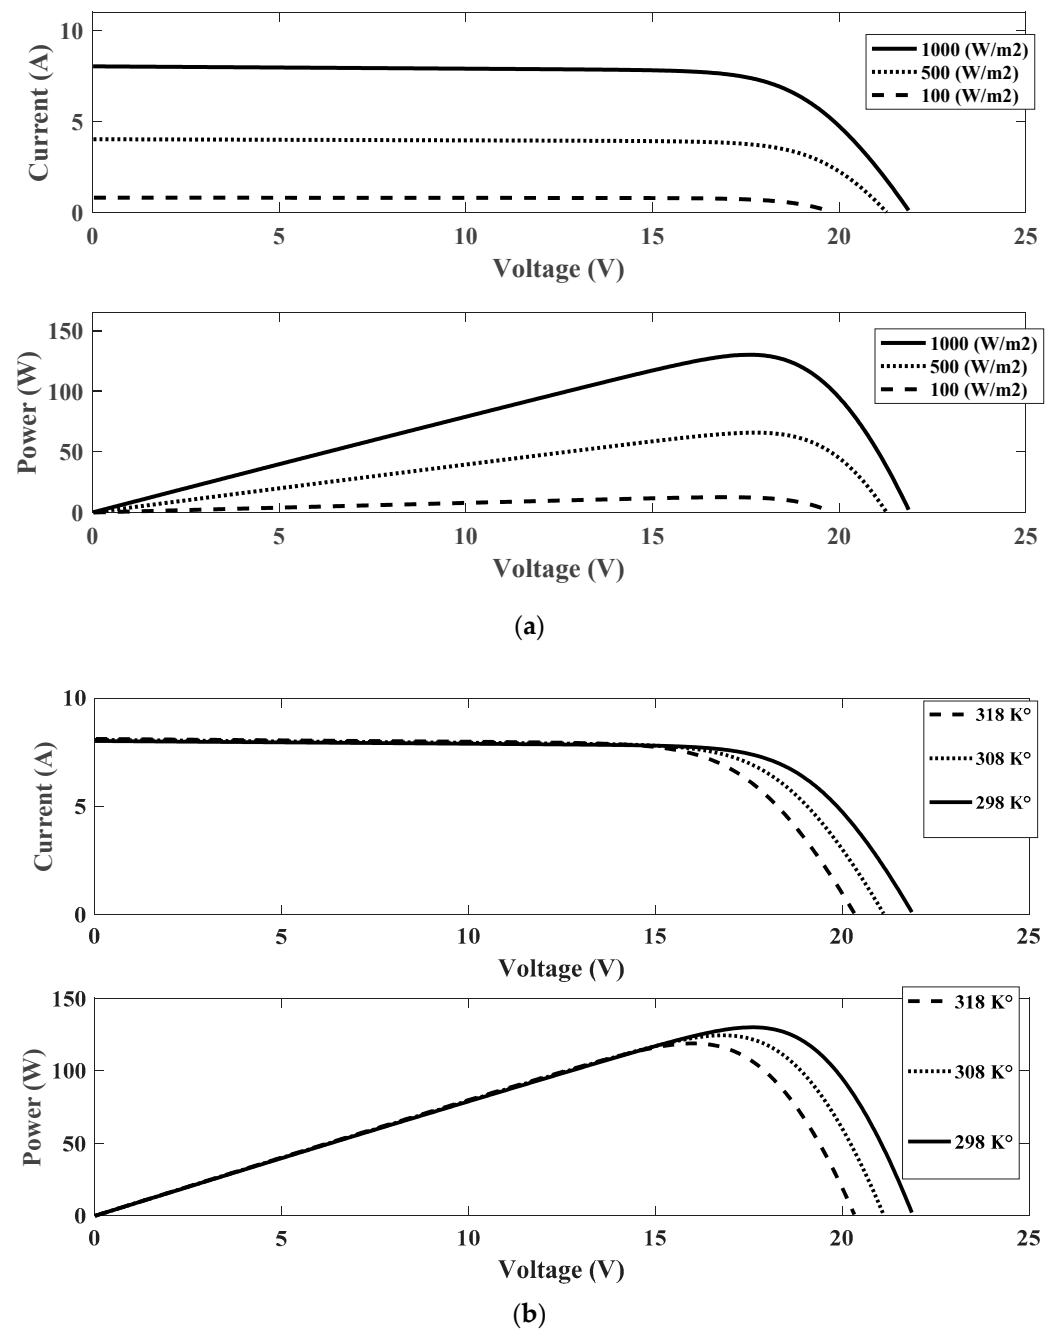 10
5
0
Current (A)
1000 (W/m2)
500 (W/m2)
100 (W/m2)
0 5 10 15 20 25
Voltage (V)
150
100
50
0
Power (W)
1000 (W/m2)
500 (W/m2)
100 (W/m2)
0 5 10 15 20 25
Voltage (V)
(a)
10
5
0
Current (A)
318 K°
308 K°
298 K°
0 5 10 15 20 25
Voltage (V)
150
100
50
0
Power (W)
318 K°
308 K°
298 K°
0 5 10 15 20 25
Voltage (V)
(b)